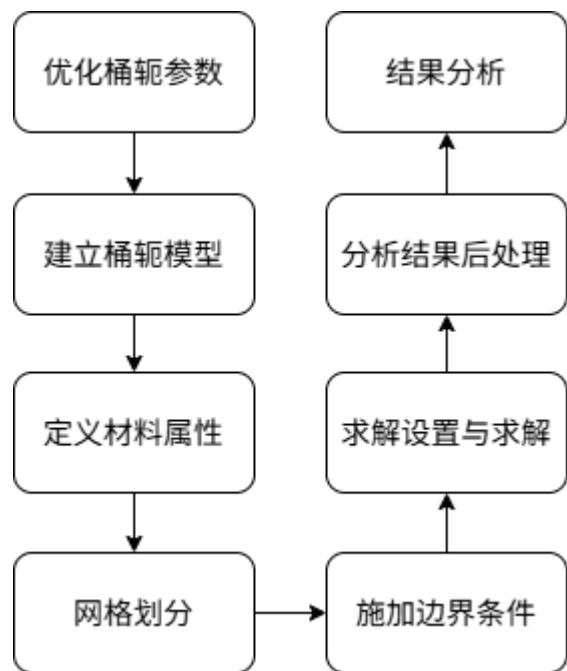 优化桶轭参数
建立桶轭模型
定义材料属性
网格划分
施加边界条件
求解设置与求解
分析结果后处理
结果分析